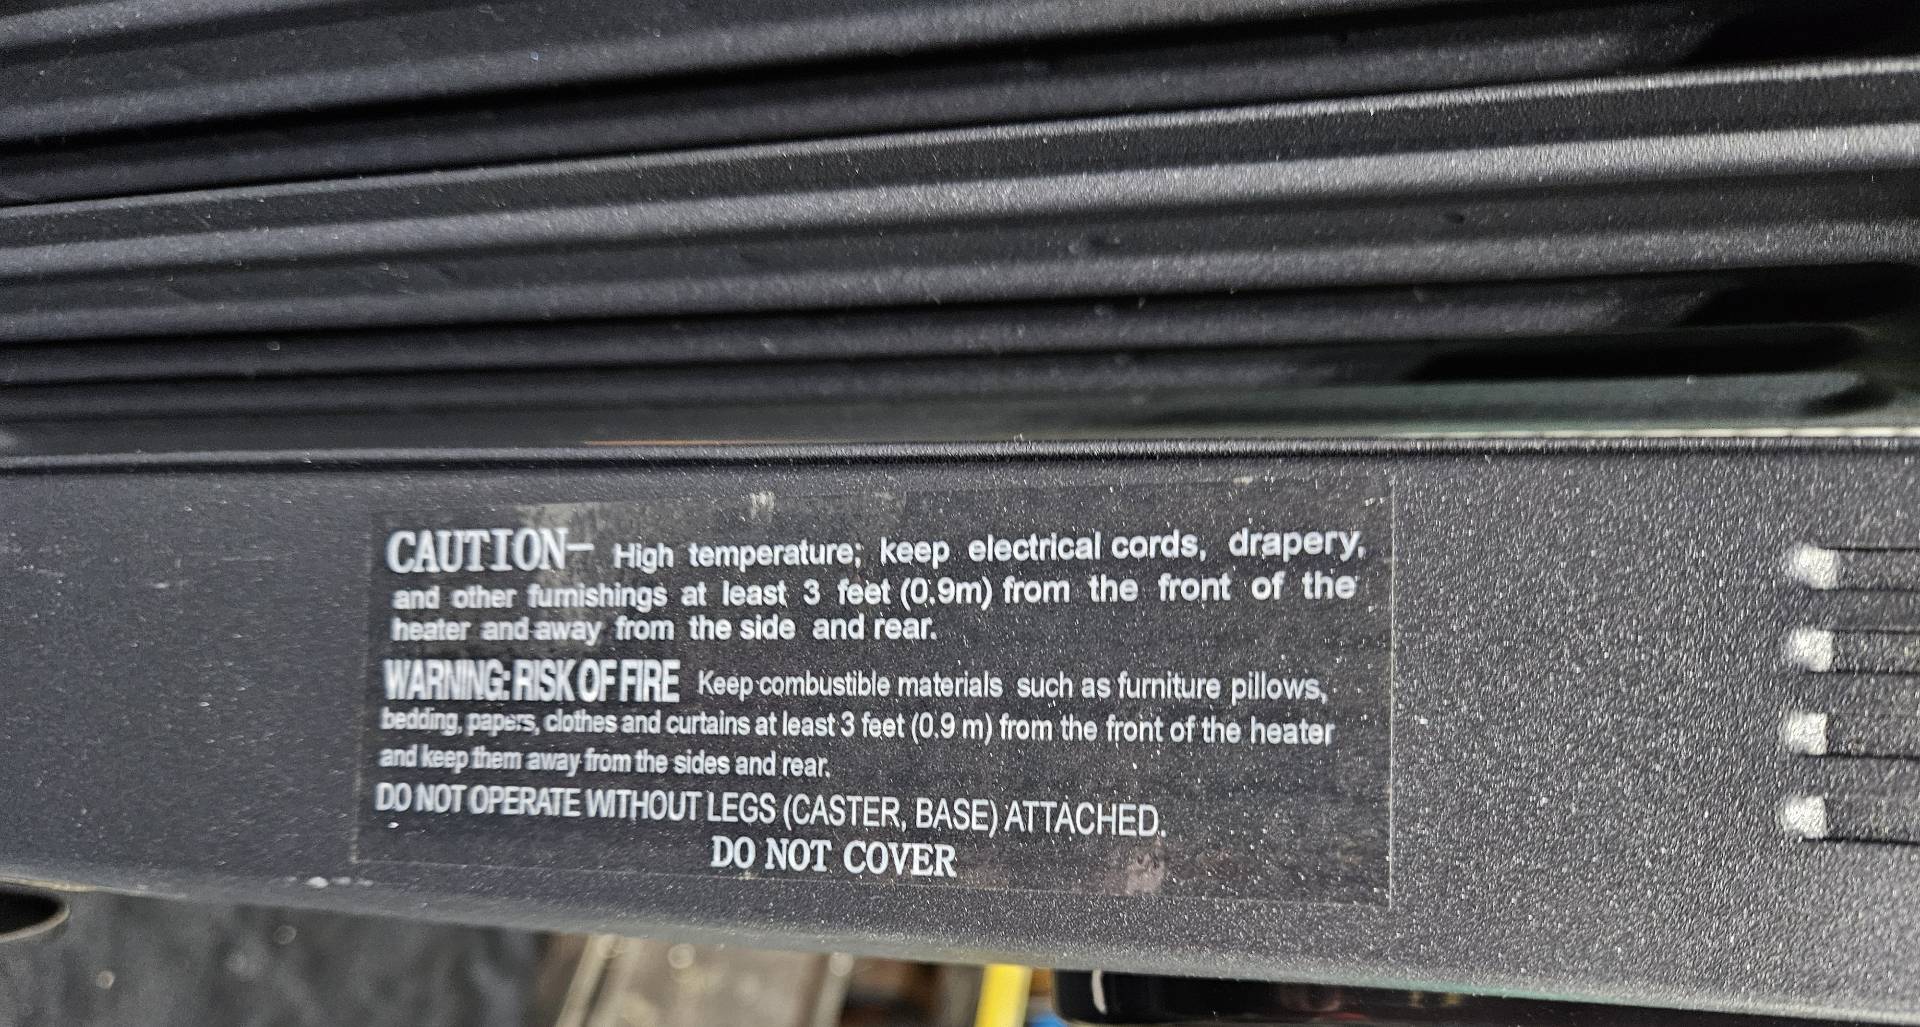 CAUTION— High temperature; keep electrical cords, drapery,
and other furnishings at least 3 feet (0.9m) from the front of the
heater and away from the side and rear.
WARNING: RISK OF FIRE Keep combustible materials such as furniture pillows,
bedding, papers, clothes and curtains at least 3 feet (0.9 m) from the front of the heater
and keep them away from the sides and rear.
DO NOT OPERATE WITHOUT LEGS (CASTER, BASE) ATTACHED.
DO NOT COVER